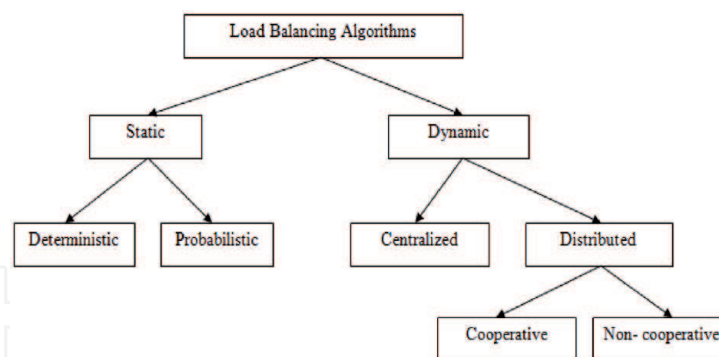 Load Balancing Algorithms
Static
Dynamic
Deterministic
Probabilistic
Centralized
Distributed
Cooperative
Non- cooperative